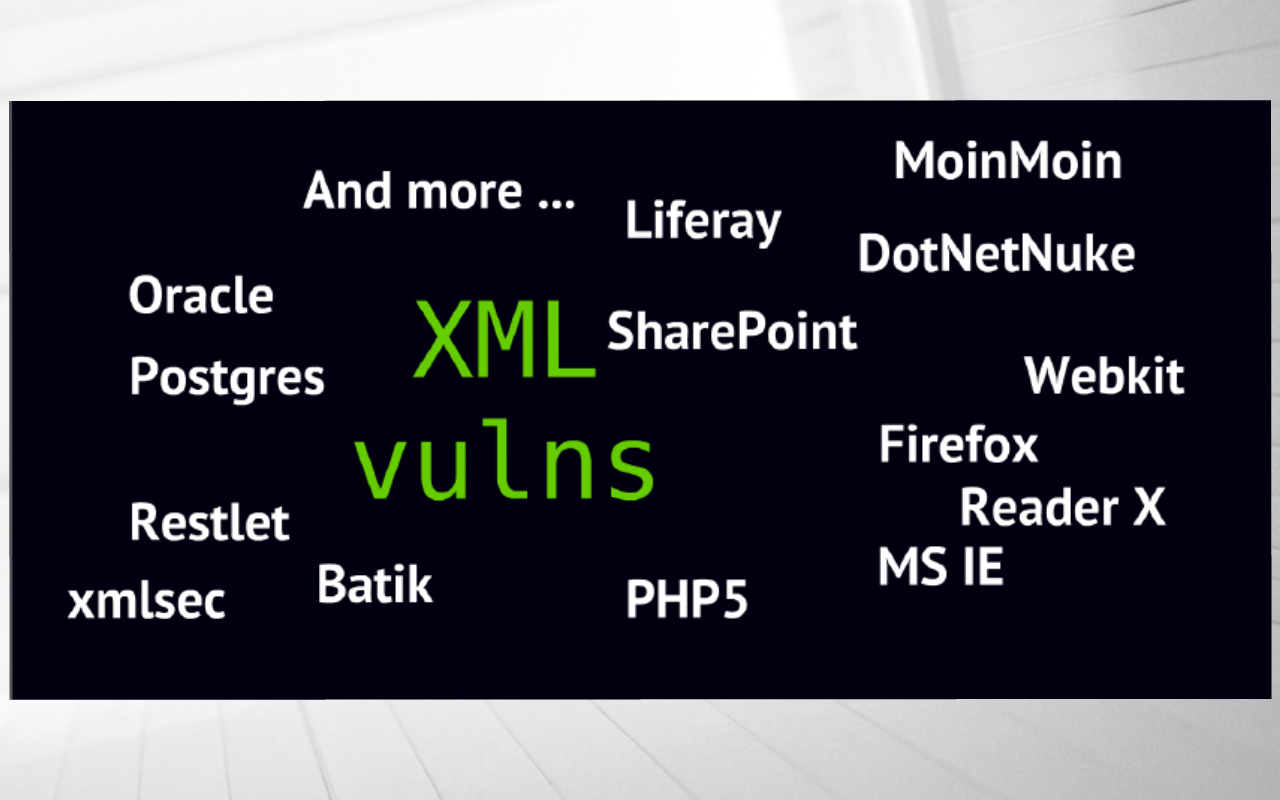 MoinMoin
And more ...
Liferay
DotNetNuke
Oracle
XML
SharePoint
Postgres
Webkit
Firefox
vulns
Reader X
Restlet
MS IE
Batik
xmlsec
PHP5